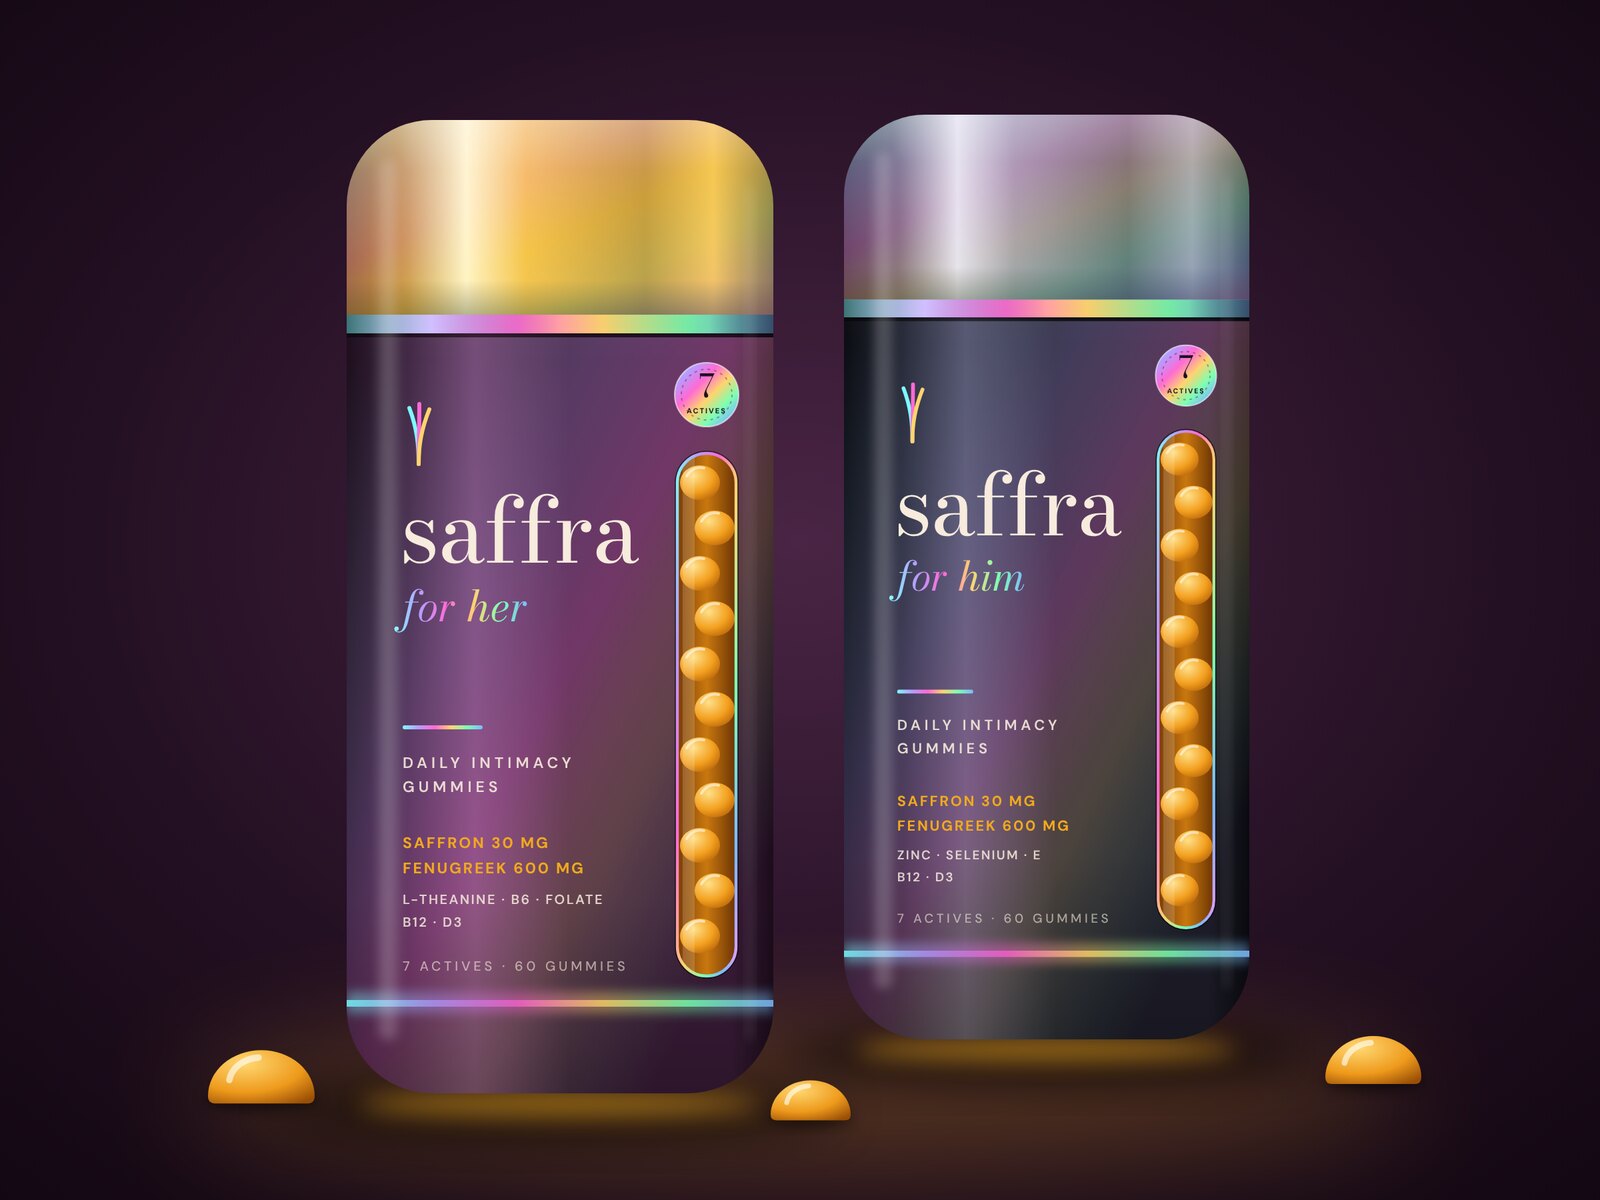 7
ACTIVES
saffra
for her
DAILY INTIMACY
GUMMIES
SAFFRON 30 MG
FENUGREEK 600 MG
L-THEANINE · B6 · FOLATE
B12 · D3
7 ACTIVES · 60 GUMMIES
7
ACTIVES
saffra
for him
DAILY INTIMACY
GUMMIES
SAFFRON 30 MG
FENUGREEK 600 MG
ZINC · SELENIUM · E
B12 · D3
7 ACTIVES · 60 GUMMIES